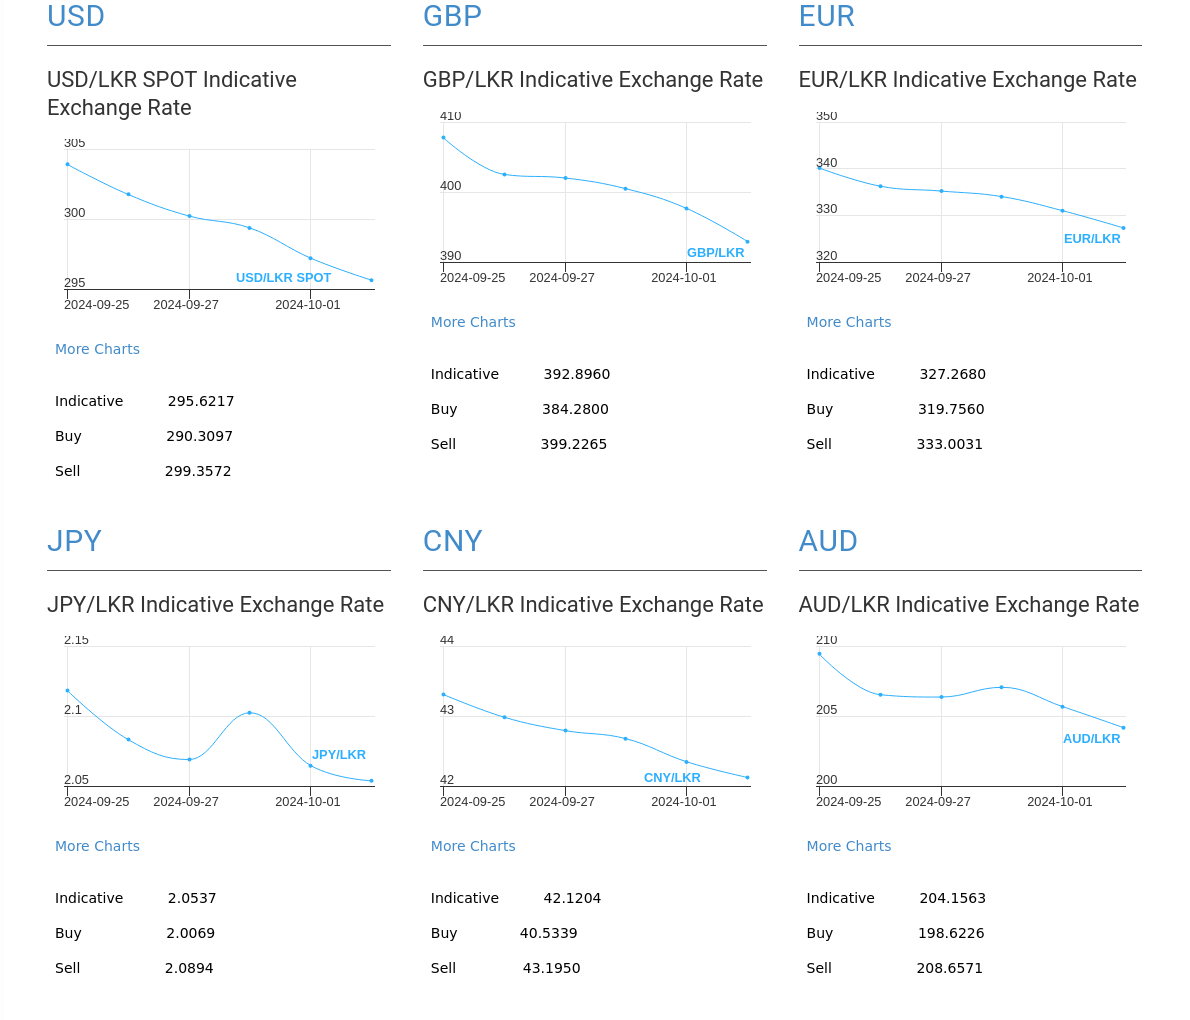 USD
USD/LKR SPOT Indicative
Exchange Rate
305
300
295
USD/LKR SPOT
2024-09-25 2024-09-27 2024-10-01
More Charts
Indicative 295.6217
Buy 290.3097
Sell 299.3572
GBP
GBP/LKR Indicative Exchange Rate
410
400
390
GBP/LKR
2024-09-25 2024-09-27 2024-10-01
More Charts
Indicative 392.8960
Buy 384.2800
Sell 399.2265
EUR
EUR/LKR Indicative Exchange Rate
350
340
330
320
EUR/LKR
2024-09-25 2024-09-27 2024-10-01
More Charts
Indicative 327.2680
Buy 319.7560
Sell 333.0031
JPY
JPY/LKR Indicative Exchange Rate
2.15
2.1
2.05
JPY/LKR
2024-09-25 2024-09-27 2024-10-01
More Charts
Indicative 2.0537
Buy 2.0069
Sell 2.0894
CNY
CNY/LKR Indicative Exchange Rate
44
43
42
CNY/LKR
2024-09-25 2024-09-27 2024-10-01
More Charts
Indicative 42.1204
Buy 40.5339
Sell 43.1950
AUD
AUD/LKR Indicative Exchange Rate
210
205
200
AUD/LKR
2024-09-25 2024-09-27 2024-10-01
More Charts
Indicative 204.1563
Buy 198.6226
Sell 208.6571